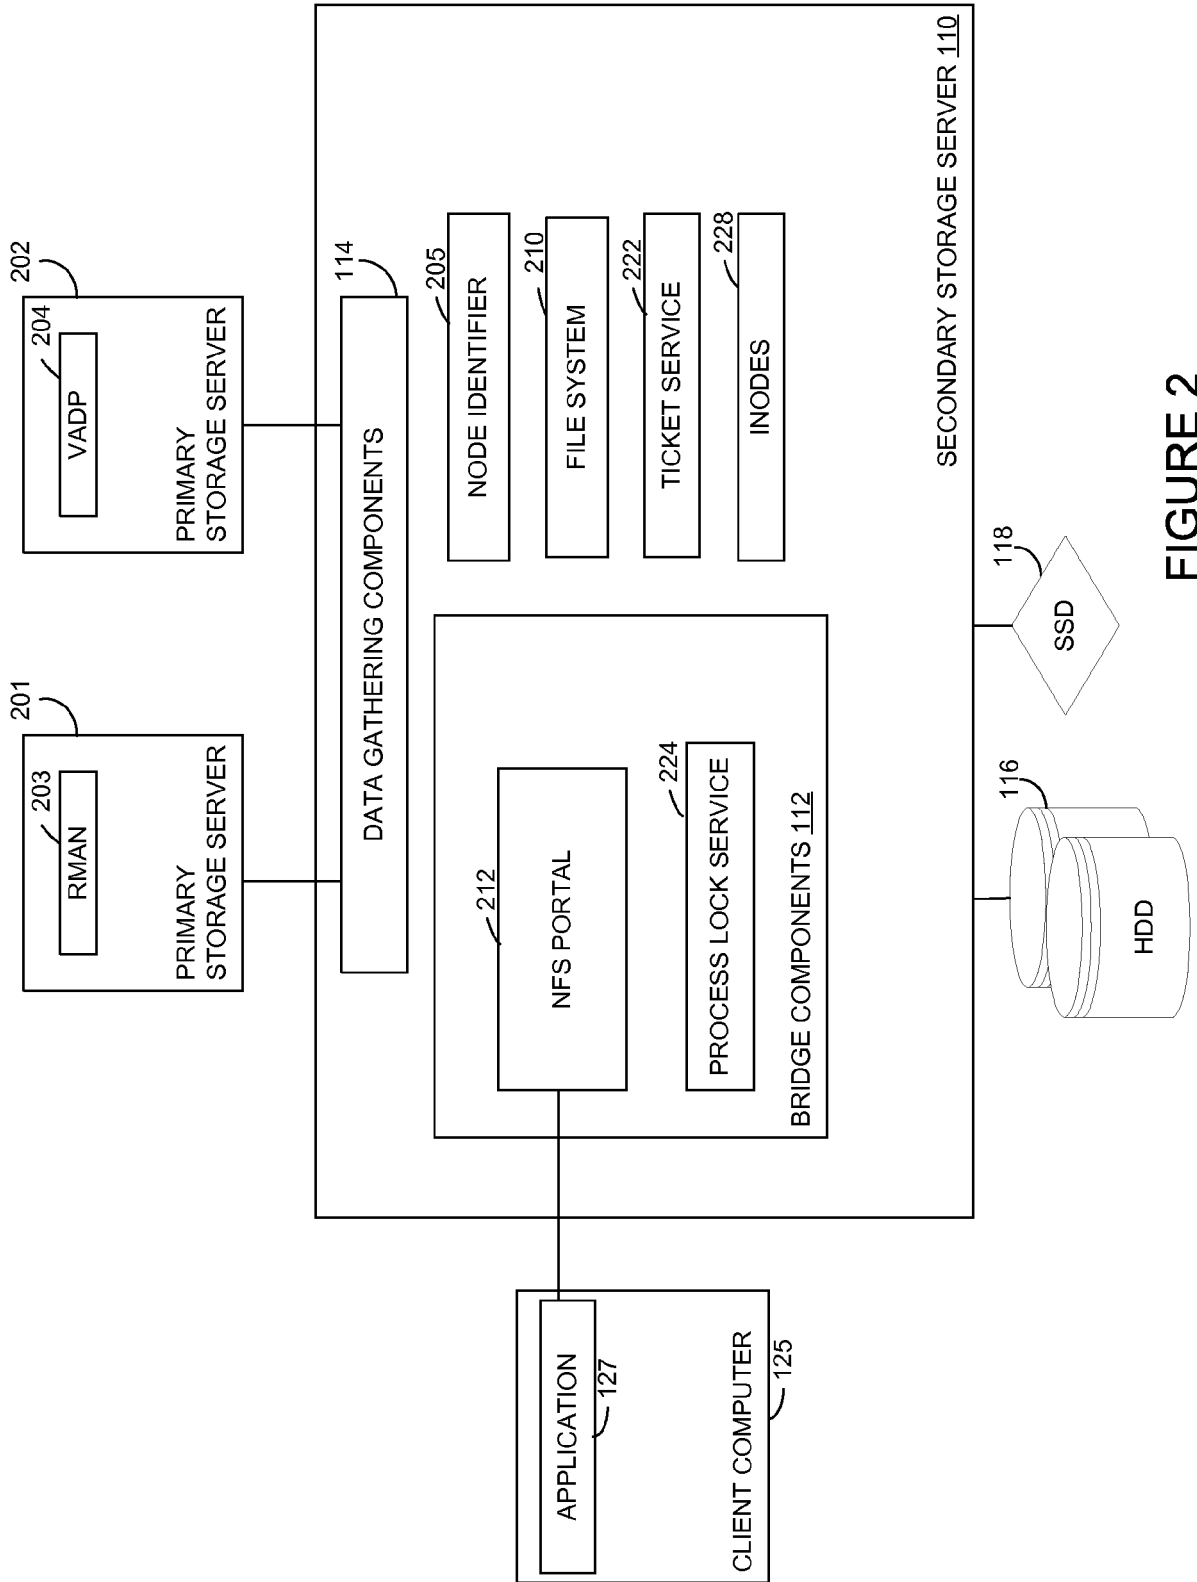 201
203
RMAN
PRIMARY
STORAGE SERVER
202
204
VADP
PRIMARY
STORAGE SERVER
DATA GATHERING COMPONENTS
114
APPLICATION
127
CLIENT COMPUTER
125
212
NFS PORTAL
224
PROCESS LOCK SERVICE
BRIDGE COMPONENTS 112
205
NODE IDENTIFIER
210
FILE SYSTEM
222
TICKET SERVICE
228
INODES
SECONDARY STORAGE SERVER 110
116
HDD
118
SSD
FIGURE 2